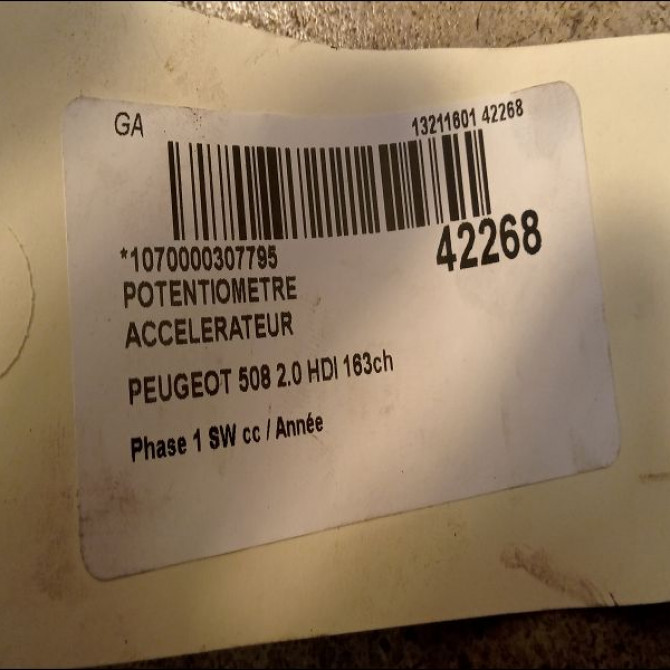 GA
13211601 42268
*1070000307795
42268
POTENTIOMETRE
ACCELERATEUR
PEUGEOT 508 2.0 HDI 163ch
Phase 1 SW cc / Année